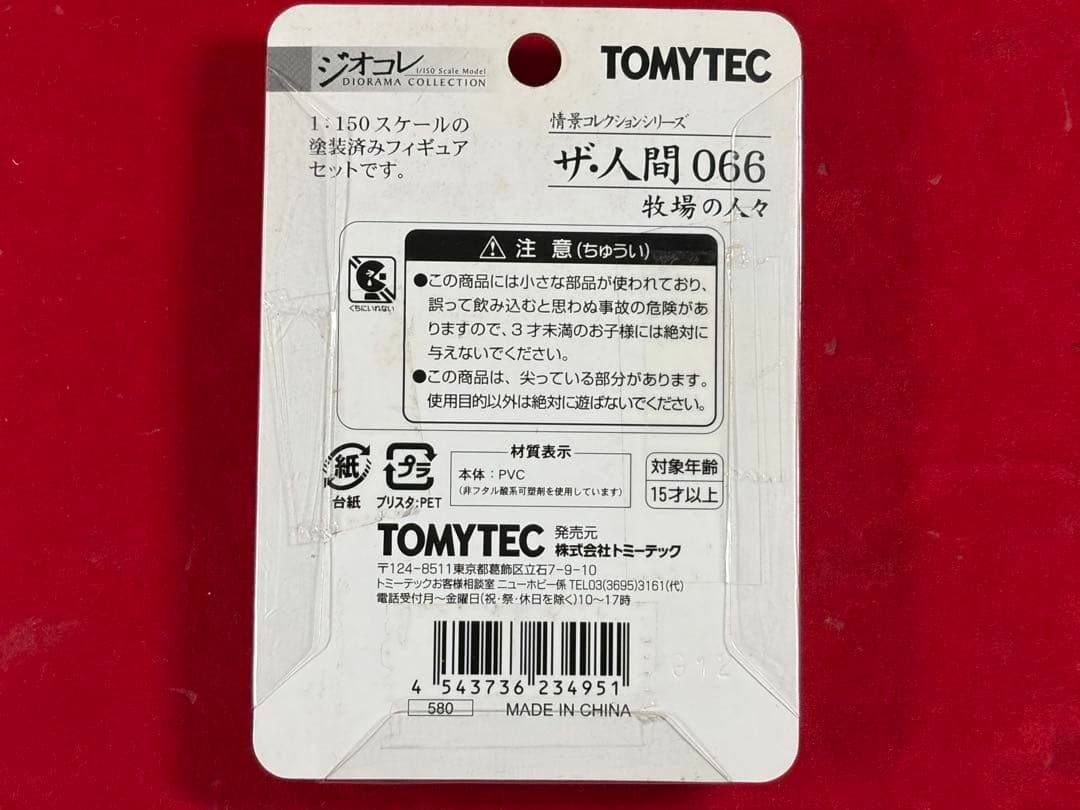 ジオコレ
1/150 Scale Model
DIORAMA COLLECTION
TOMYTEC
1:150スケールの
塗装済みフィギュア
セットです。
情景コレクションシリーズ
ザ・人間 066
牧場の人々
くちにいれない
注 意(ちゅうい)
●この商品には小さな部品が使われており、
誤って飲み込むと思わぬ事故の危険があ
りますので、3才未満のお子様には絶対に
与えないでください。
●この商品は、尖っている部分があります。
使用目的以外は絶対に遊ばないでください。
紙
台紙
プラ
ブリスタ:PET
材質表示
本体:PVC
(非フタル酸系可塑剤を使用しています)
対象年齢
15才以上
TOMYTEC
発売元
株式会社トミーテック
〒124-8511東京都葛飾区立石7-9-10
トミーテックお客様相談室 ニューホビー係 TEL03(3695)3161(代)
電話受付月~金曜日(祝・祭・休日を除く)10~17時
4 543736 234951
580
MADE IN CHINA